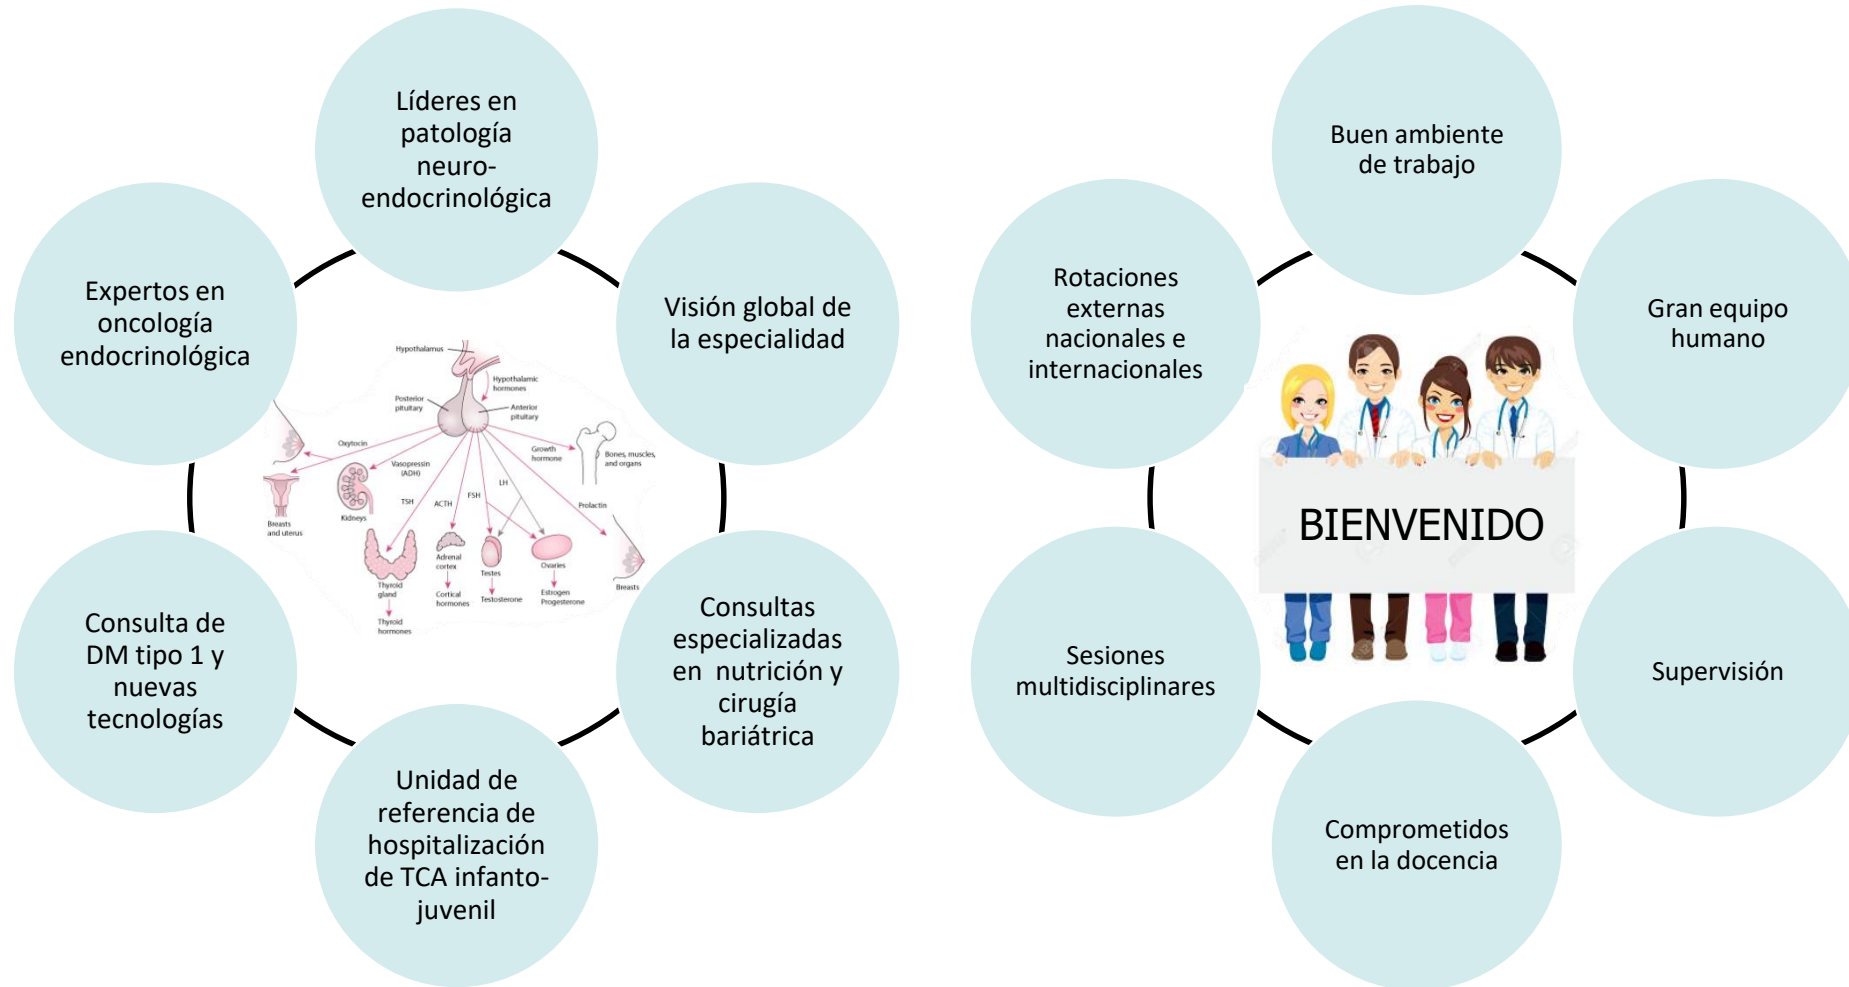 Líderes en
patología
neuro-
endocrinológica
Visión global de
la especialidad
Consultas
especializadas
en nutrición y
cirugía
bariátrica
Unidad de
referencia de
hospitalización
de TCA infanto-
juvenil
Consulta de
DM tipo 1 y
nuevas
tecnologías
Expertos en
oncología
endocrinológica
Hypothalamus
Hypothalamic
hormones
Posterior
pituitary
Anterior
pituitary
Oxytocin
Growth
hormone
Bones, muscles,
and organs
Vasopressin
(ADH)
LH
TSH
ACTH
FSH
Prolactin
Kidneys
Breasts
and uterus
Adrenal
cortex
Testes
Ovaries
Breasts
Thyroid
gland
Cortical
hormones
Testosterone
Estrogen
Progesterone
Thyroid
hormones
Buen ambiente
de trabajo
Gran equipo
humano
Supervisión
Comprometidos
en la docencia
Sesiones
multidisciplinares
Rotaciones
externas
nacionales e
internacionales
BIENVENIDO